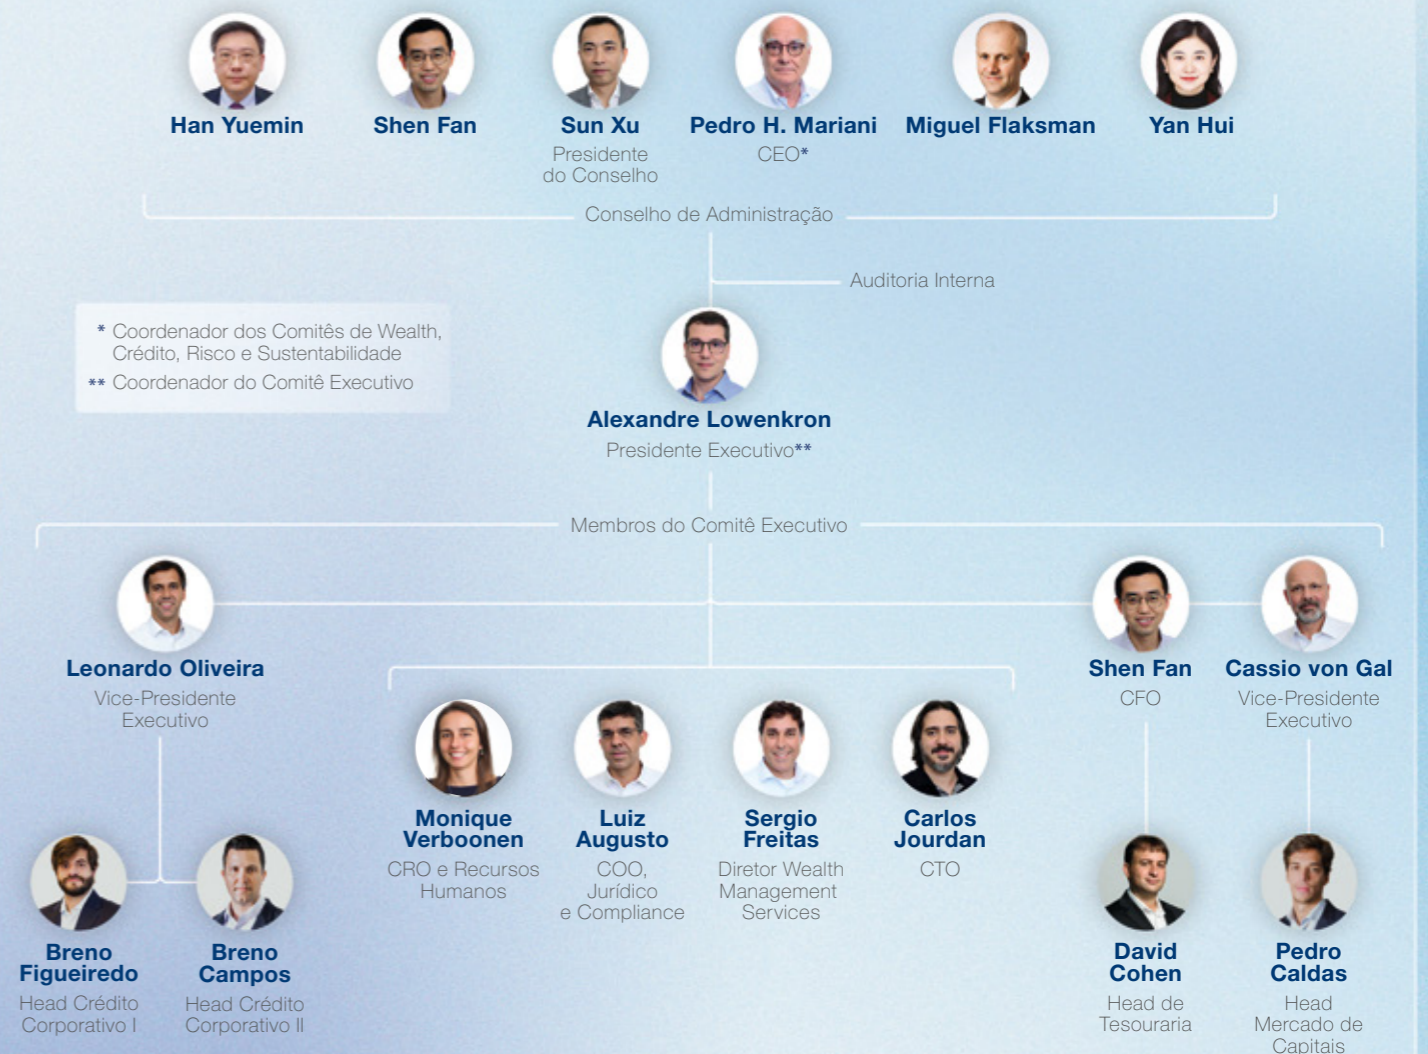 Han Yuemin
Shen Fan
Sun Xu
Presidente
do Conselho
Pedro H. Mariani
CEO*
Miguel Flaksman
Yan Hui
Conselho de Administração
Auditoria Interna
* Coordenador dos Comitês de Wealth,
Crédito, Risco e Sustentabilidade
** Coordenador do Comitê Executivo
Alexandre Lowenkron
Presidente Executivo**
Membros do Comitê Executivo
Leonardo Oliveira
Vice-Presidente
Executivo
Shen Fan
CFO
Cassio von Gal
Vice-Presidente
Executivo
Monique
Verboonen
CRO e Recursos
Humanos
Luiz
Augusto
COO,
Jurídico
e Compliance
Sergio
Freitas
Diretor Wealth
Management
Services
Carlos
Jourdan
CTO
Breno
Figueiredo
Head Crédito
Corporativo I
Breno
Campos
Head Crédito
Corporativo II
David
Cohen
Head de
Tesouraria
Pedro
Caldas
Head
Mercado de
Capitais